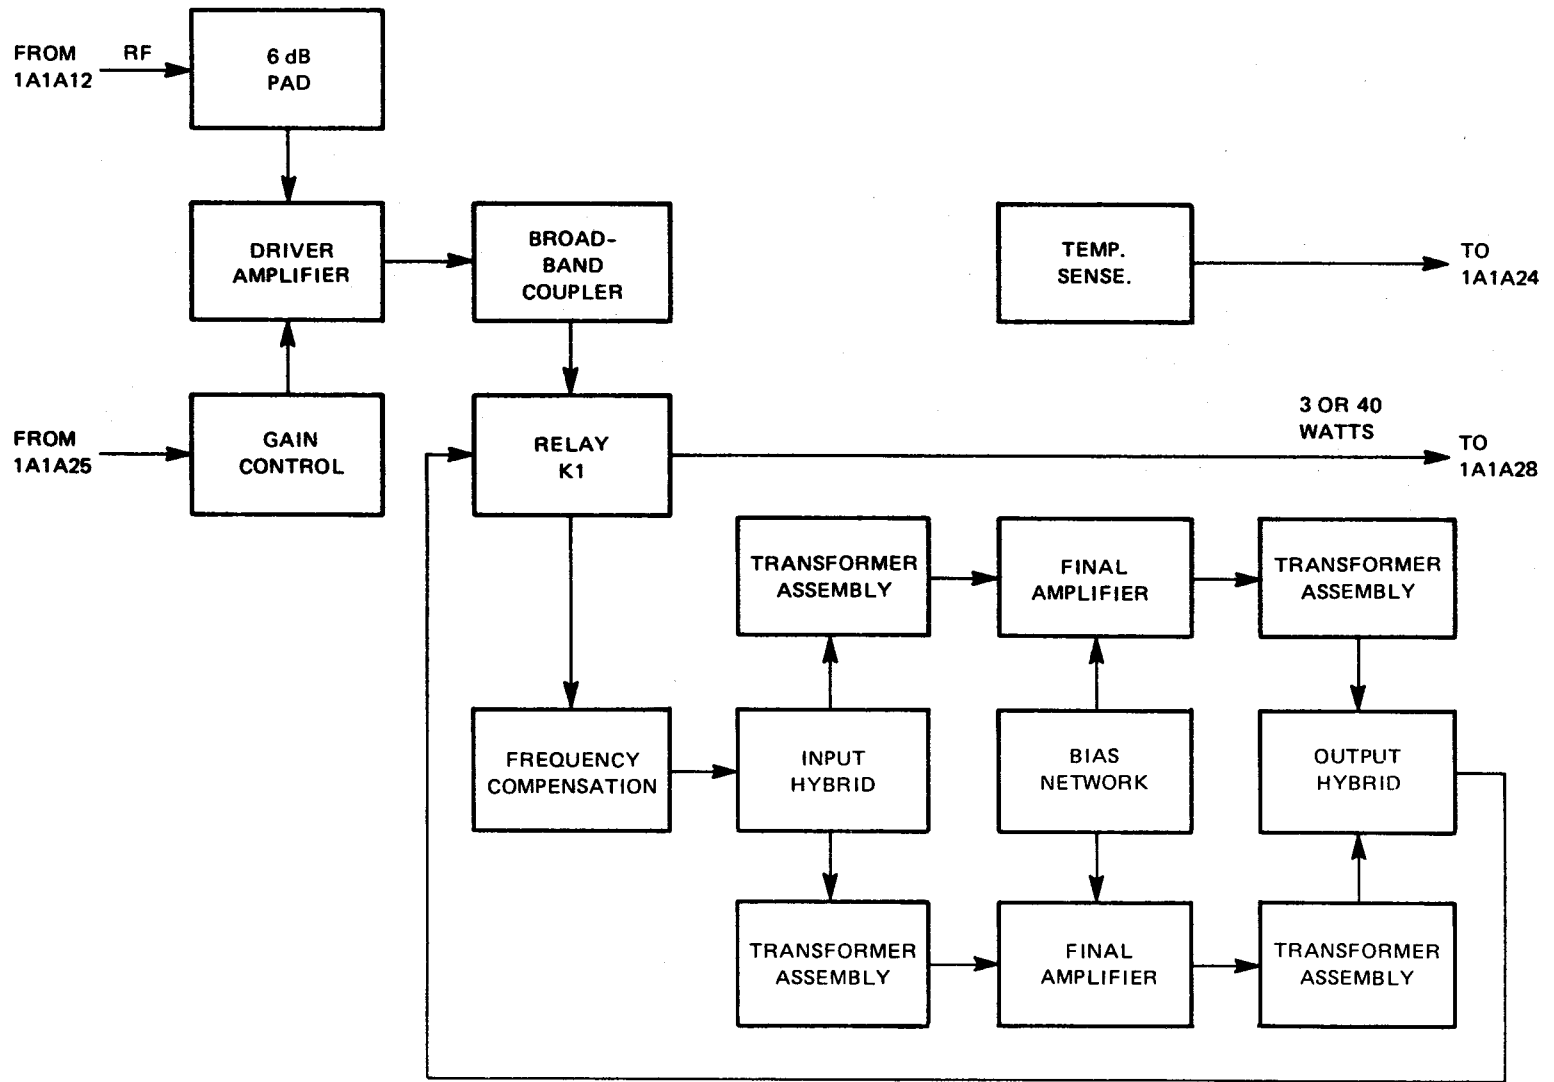 FROM
1A1A12
RF
6 dB
PAD
DRIVER
AMPLIFIER
BROAD-
BAND
COUPLER
TEMP.
SENSE.
TO
1A1A24
FROM
1A1A25
GAIN
CONTROL
RELAY
K1
3 OR 40
WATTS
TO
1A1A28
TRANSFORMER
ASSEMBLY
FINAL
AMPLIFIER
TRANSFORMER
ASSEMBLY
FREQUENCY
COMPENSATION
INPUT
HYBRID
BIAS
NETWORK
OUTPUT
HYBRID
TRANSFORMER
ASSEMBLY
FINAL
AMPLIFIER
TRANSFORMER
ASSEMBLY